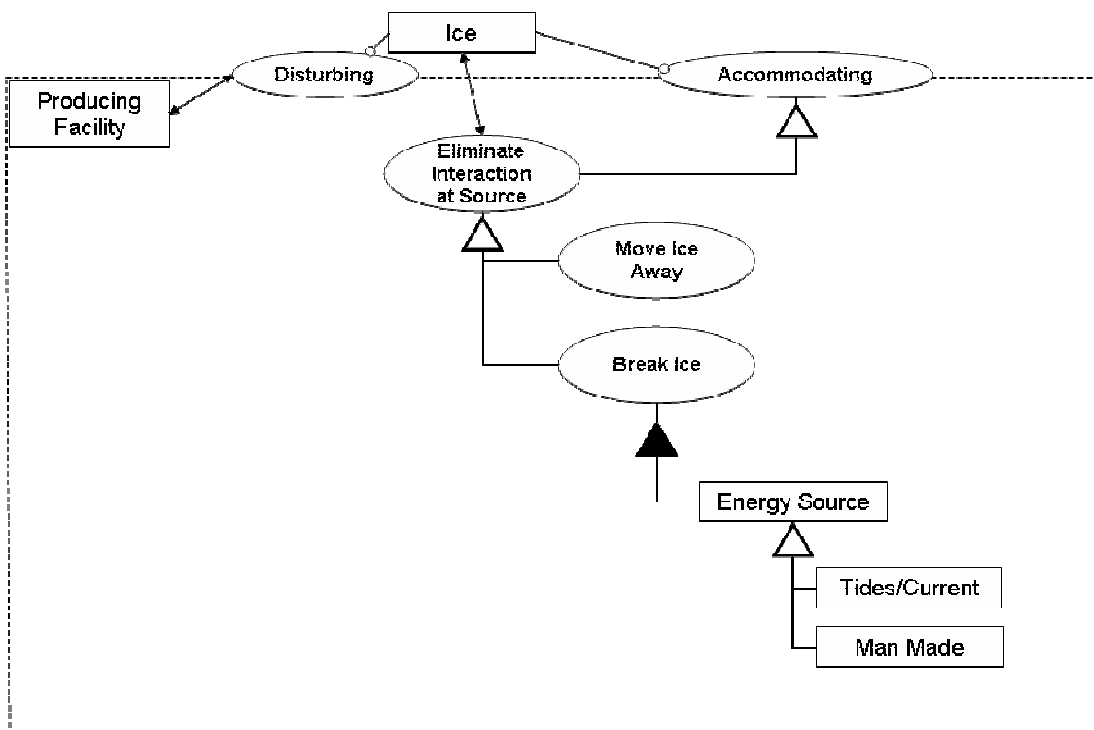 Ice
Disturbing
Accommodating
Producing
Facility
Eliminate
Interaction
at Source
Move Ice
Away
Break Ice
Energy Source
Tides/Current
Man Made